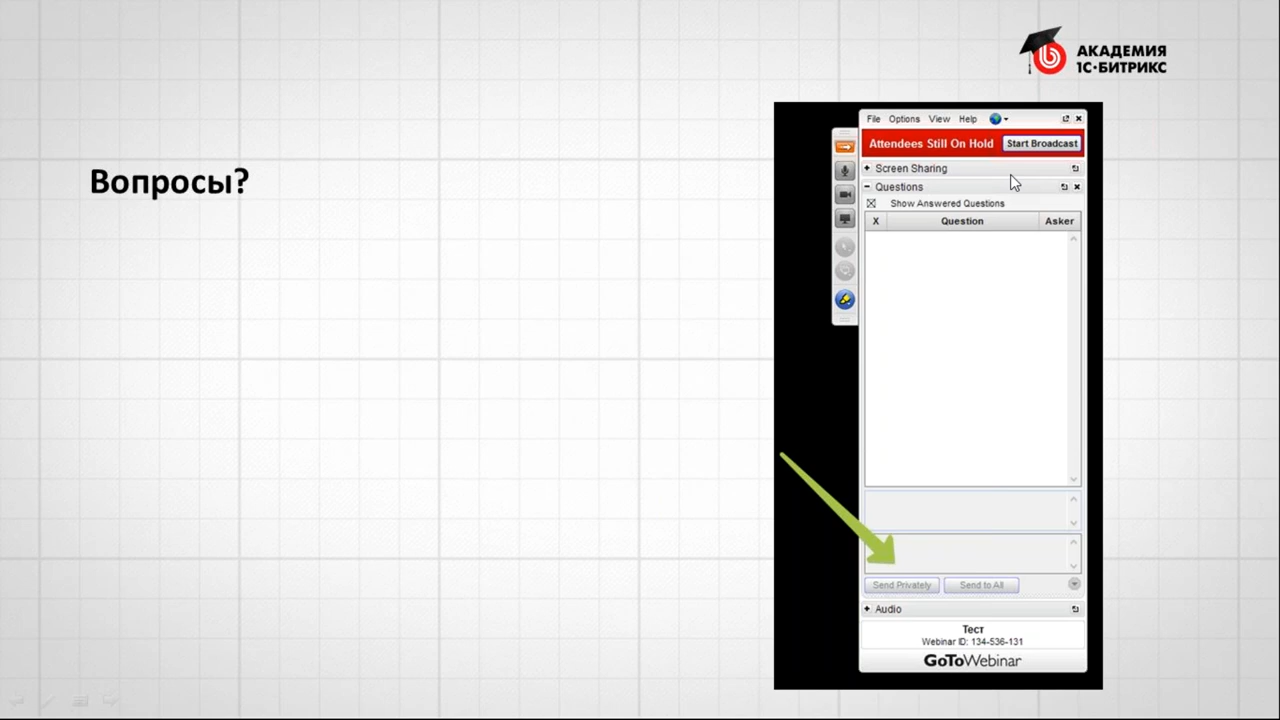 АКАДЕМИЯ
1С-БИТРИКС
Вопросы?
File Options View Help
Attendees Still On Hold Start Broadcast
Screen Sharing
Questions
Show Answered Questions
X Question Asker
Send Privately Send to All
Audio
Тест
Webinar ID: 134-536-131
GoToWebinar